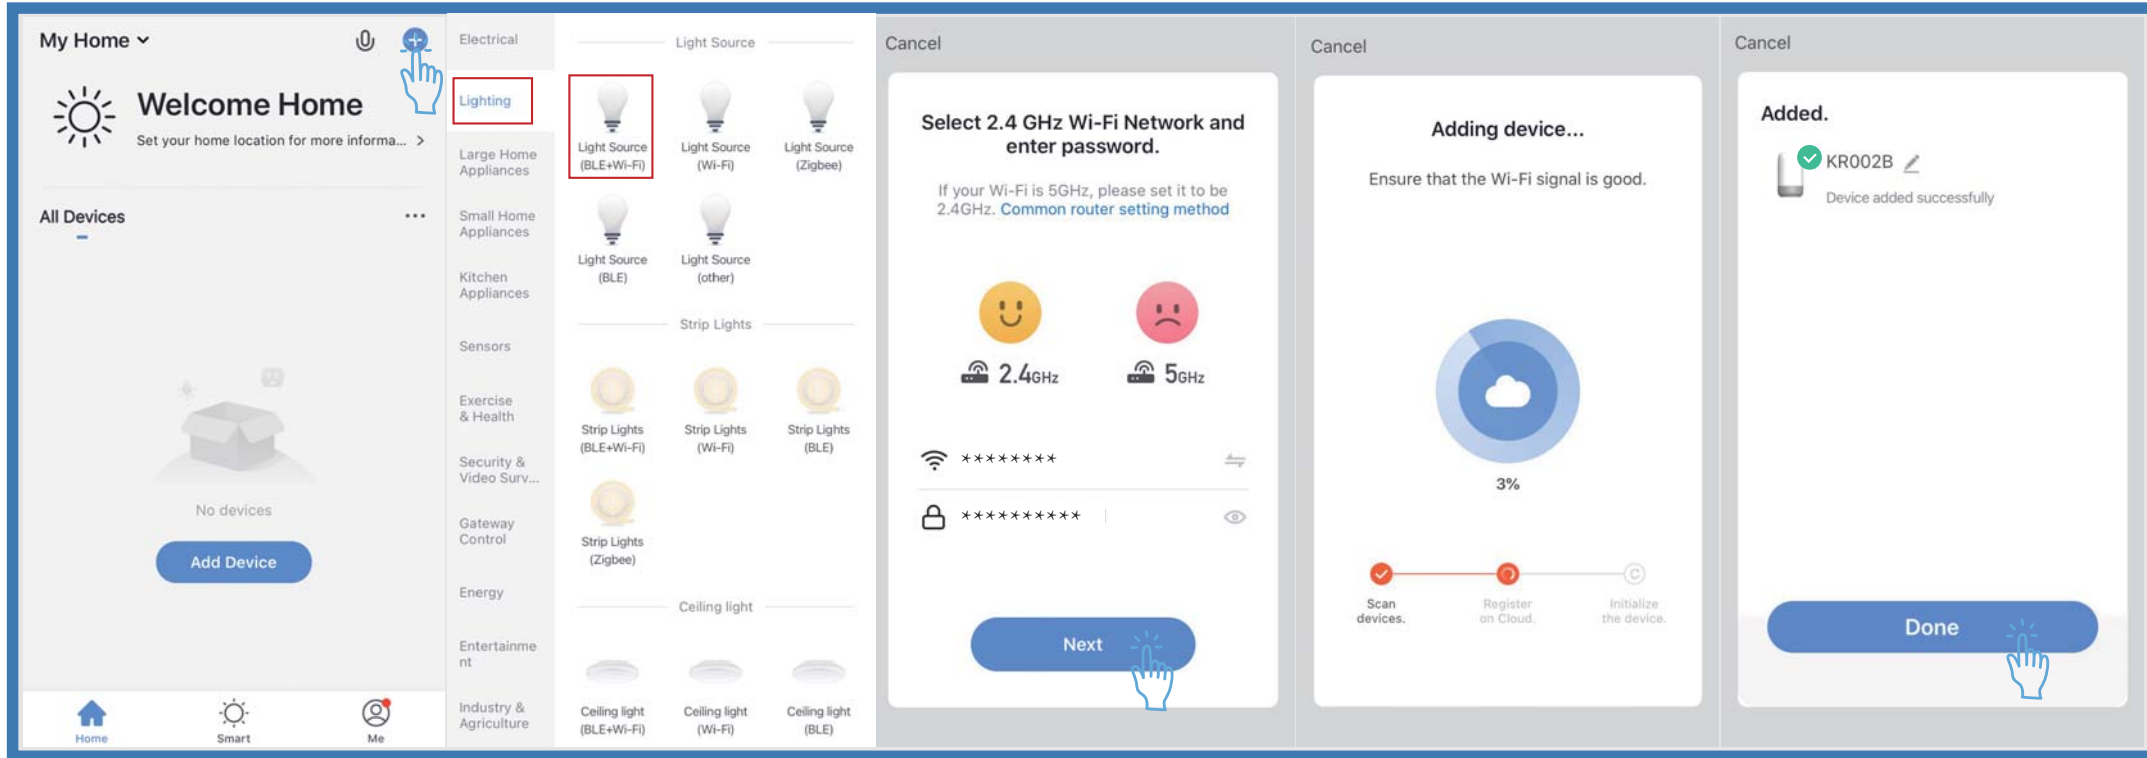 My Home
Welcome Home
Set your home location for more informa... >
All Devices
...
No devices
Add Device
Home
Smart
Me
Electrical
Lighting
Large Home
Appliances
Small Home
Appliances
Kitchen
Appliances
Sensors
Exercise
& Health
Security &
Video Surv...
Gateway
Control
Energy
Entertainme
nt
Industry &
Agriculture
Light Source
Light Source
(BLE+Wi-Fi)
Light Source
(Wi-Fi)
Light Source
(Zigbee)
Light Source
(BLE)
Light Source
(other)
Strip Lights
Strip Lights
(BLE+Wi-Fi)
Strip Lights
(Wi-Fi)
Strip Lights
(BLE)
Strip Lights
(Zigbee)
Ceiling light
Ceiling light
(BLE+Wi-Fi)
Ceiling light
(Wi-Fi)
Ceiling light
(BLE)
Cancel
Select 2.4 GHz Wi-Fi Network and
enter password.
If your Wi-Fi is 5GHz, please set it to be
2.4GHz. Common router setting method
2.4GHz
5GHz
********
**********
Next
Cancel
Adding device...
Ensure that the Wi-Fi signal is good.
3%
Scan
devices.
Register
on Cloud.
Initialize
the device.
Cancel
Added.
KR002B
Device added successfully
Done